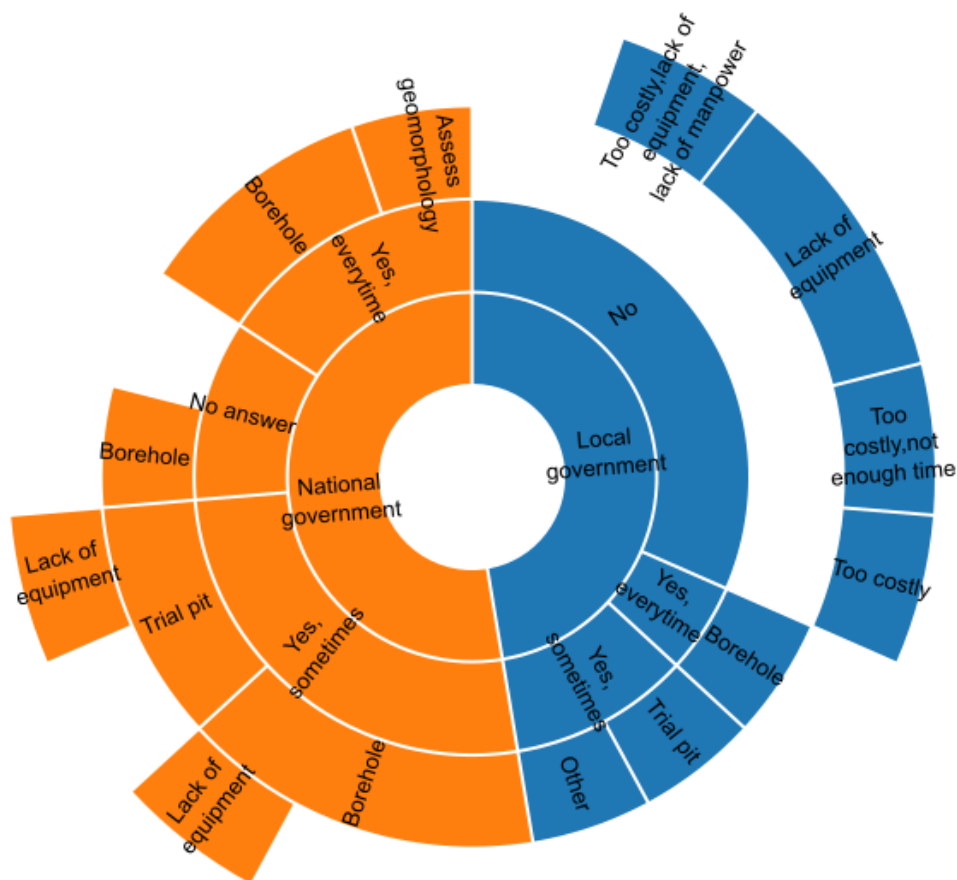 Too costly,lack of
equipment,
lack of manpower
Assess
geomorphology
Borehole
Yes,
everytime
Lack of
equipment
No
No answer
Borehole
Too
costly,not
enough time
Local
government
National
government
Lack of
equipment
Trial pit
Too costly
Yes,
everytime
Borehole
Yes,
sometimes
Yes,
sometimes
Trial pit
Other
Borehole
Lack of
equipment